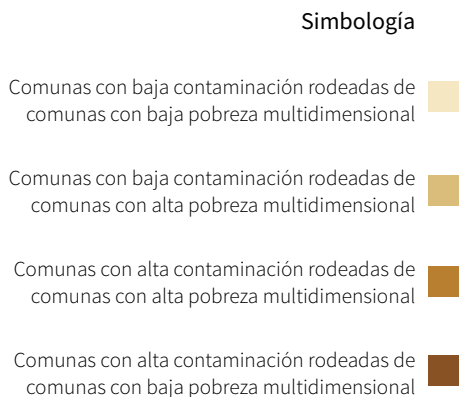 Simbología
Comunas con baja contaminación rodeadas de
comunas con baja pobreza multidimensional
Comunas con baja contaminación rodeadas de
comunas con alta pobreza multidimensional
Comunas con alta contaminación rodeadas de
comunas con alta pobreza multidimensional
Comunas con alta contaminación rodeadas de
comunas con baja pobreza multidimensional